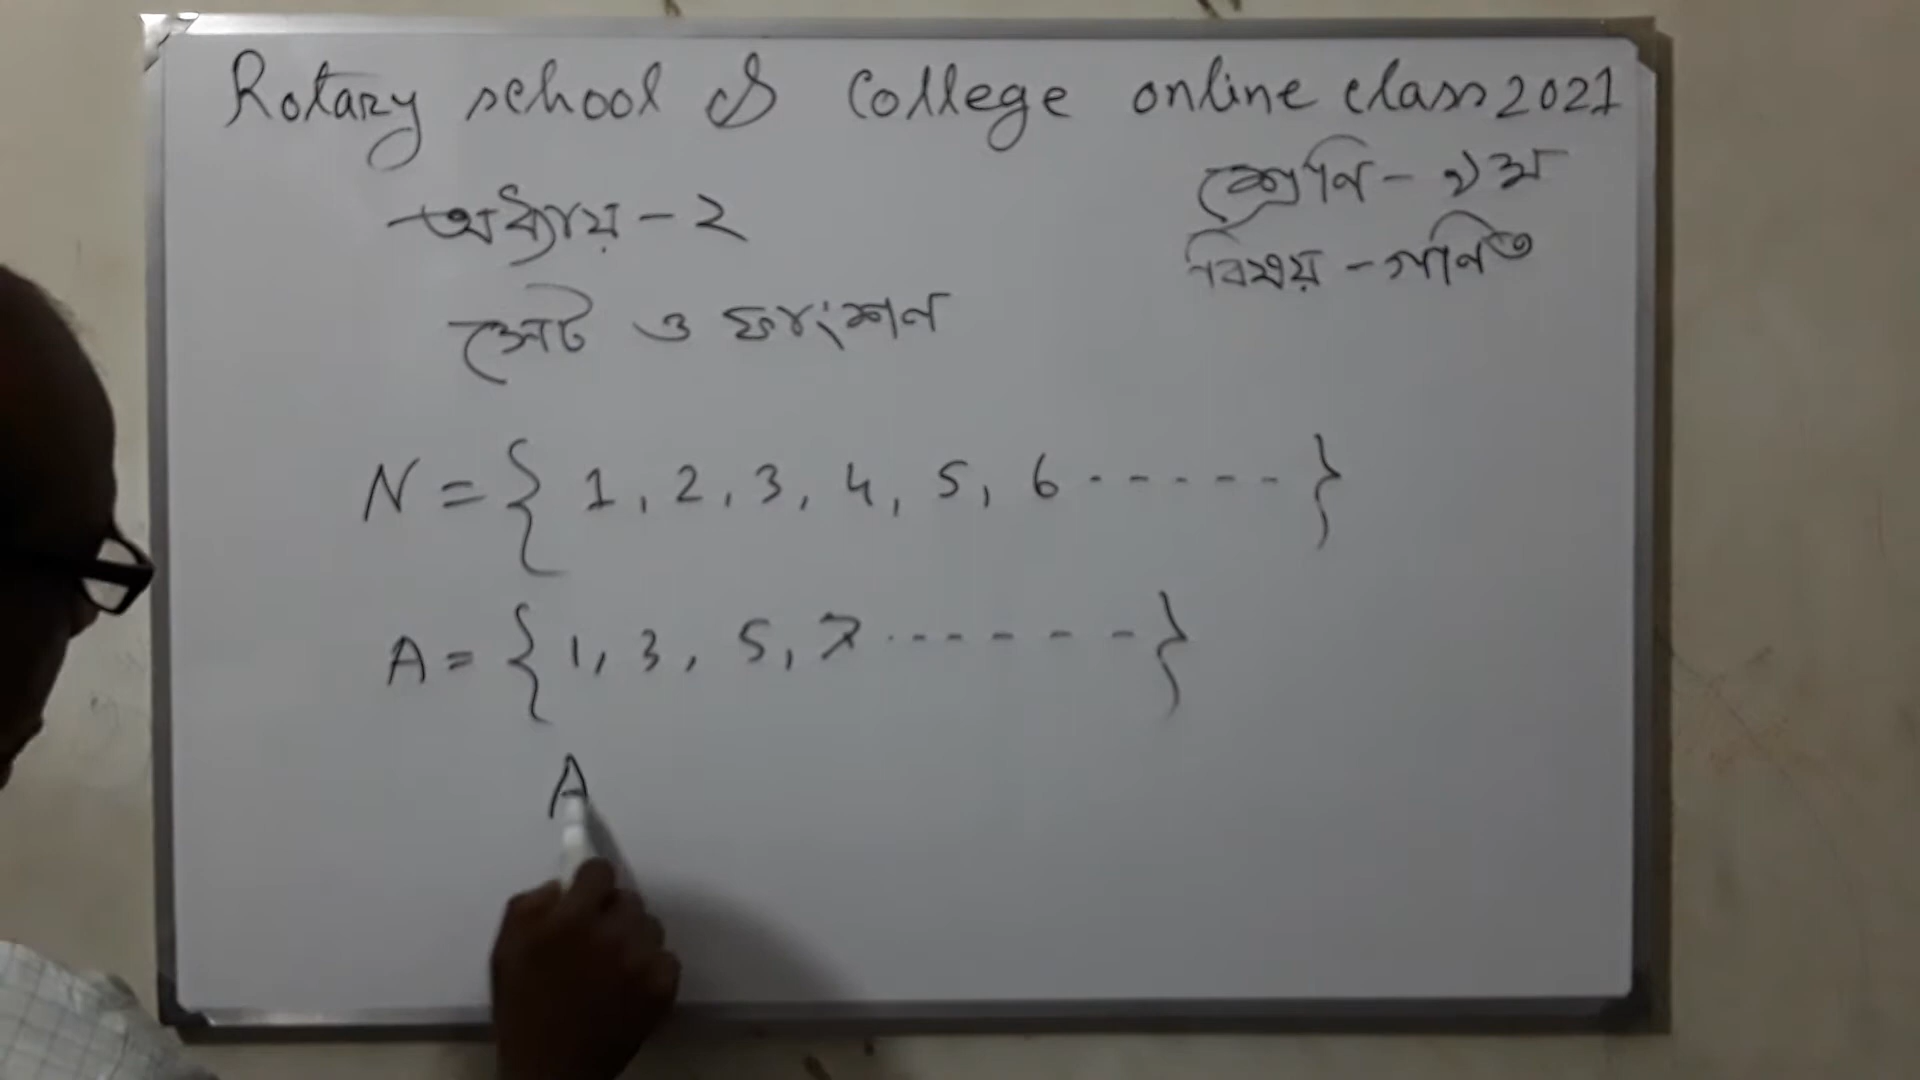 Rotary school & College online class 2021
শ্রেণি - ৯ম
অধ্যায় - ২
বিষয় - গণিত
সেট ও ফাংশন
N = { 1, 2, 3, 4, 5, 6 - - - - - }
A = { 1, 3, 5, 7 - - - - - - }
A